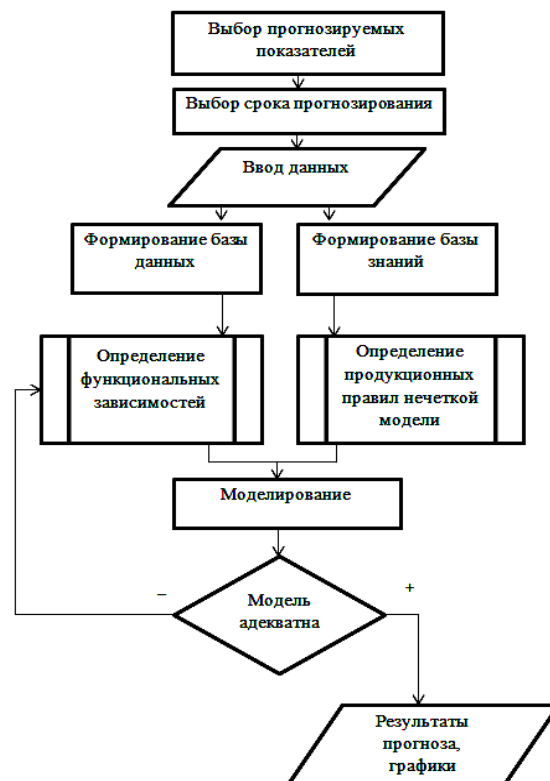 Выбор прогнозируемых
показателей
Выбор срока прогнозирования
Ввод данных
Формирование базы
данных
Формирование базы
знаний
Определение
функциональных
зависимостей
Определение
продукционных
правил нечеткой
модели
Моделирование
–
+
Модель
адекватна
Результаты
прогноза,
графики